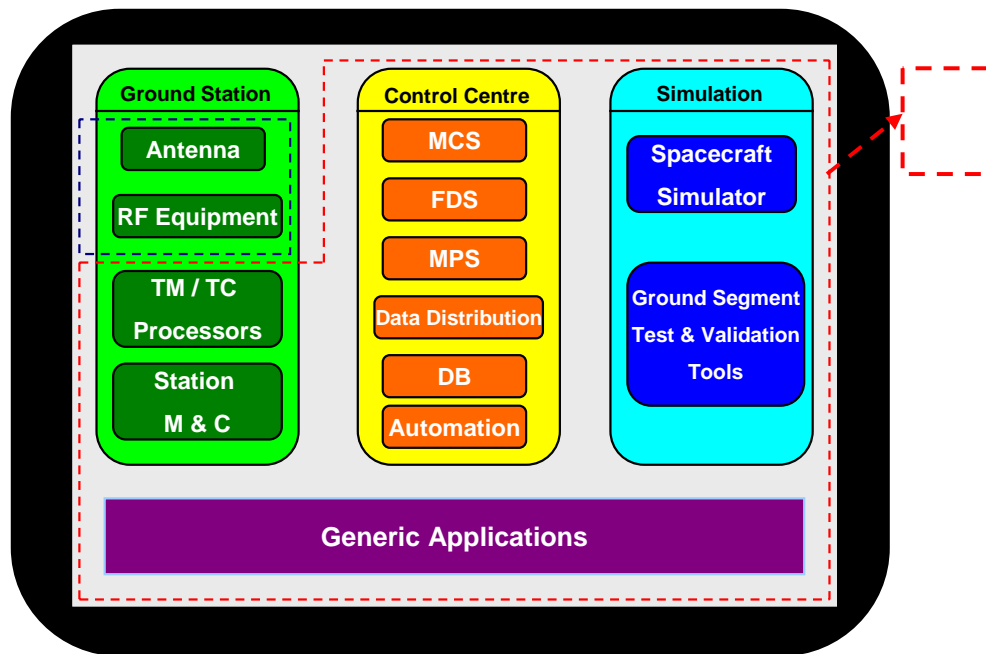 Ground Station
Antenna
RF Equipment
TM / TC
Processors
Station
M & C
Control Centre
MCS
FDS
MPS
Data Distribution
DB
Automation
Simulation
Spacecraft
Simulator
Ground Segment
Test & Validation
Tools
Generic Applications